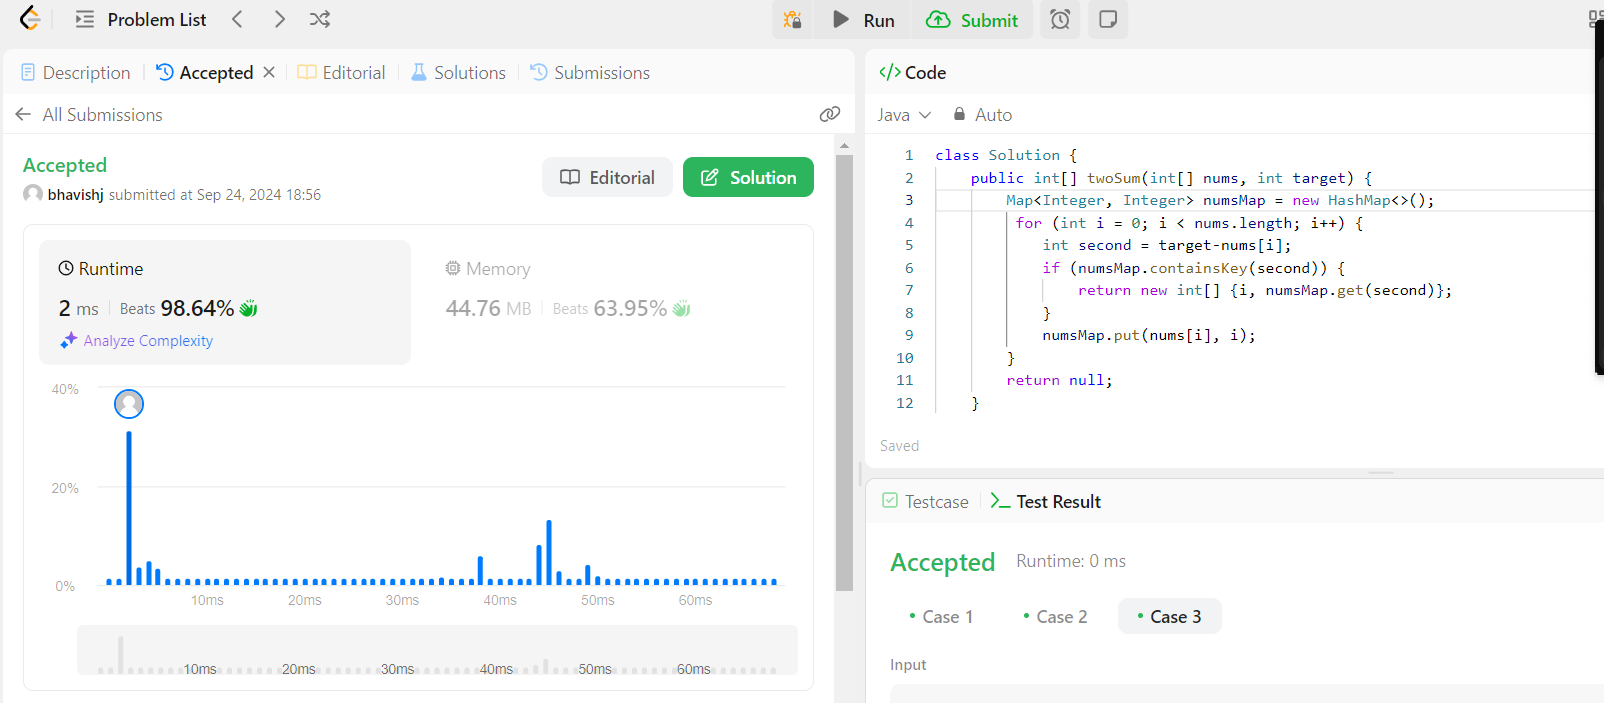 Problem List
Run
Submit
Description
Accepted
Editorial
Solutions
Submissions
All Submissions
Accepted
bhavishj submitted at Sep 24, 2024 18:56
Editorial
Solution
Runtime
2 ms
Beats 98.64%
Analyze Complexity
Memory
44.76 MB
Beats 63.95%
40%
20%
0%
10ms 20ms 30ms 40ms 50ms 60ms
10ms 20ms 30ms 40ms 50ms 60ms
</> Code
Java
Auto
1 class Solution {
2 public int[] twoSum(int[] nums, int target) {
3 Map<Integer, Integer> numsMap = new HashMap<>();
4 for (int i = 0; i < nums.length; i++) {
5 int second = target-nums[i];
6 if (numsMap.containsKey(second)) {
7 return new int[] {i, numsMap.get(second)};
8 }
9 numsMap.put(nums[i], i);
10 }
11 return null;
12 }
Saved
Testcase
Test Result
Accepted
Runtime: 0 ms
• Case 1
• Case 2
• Case 3
Input